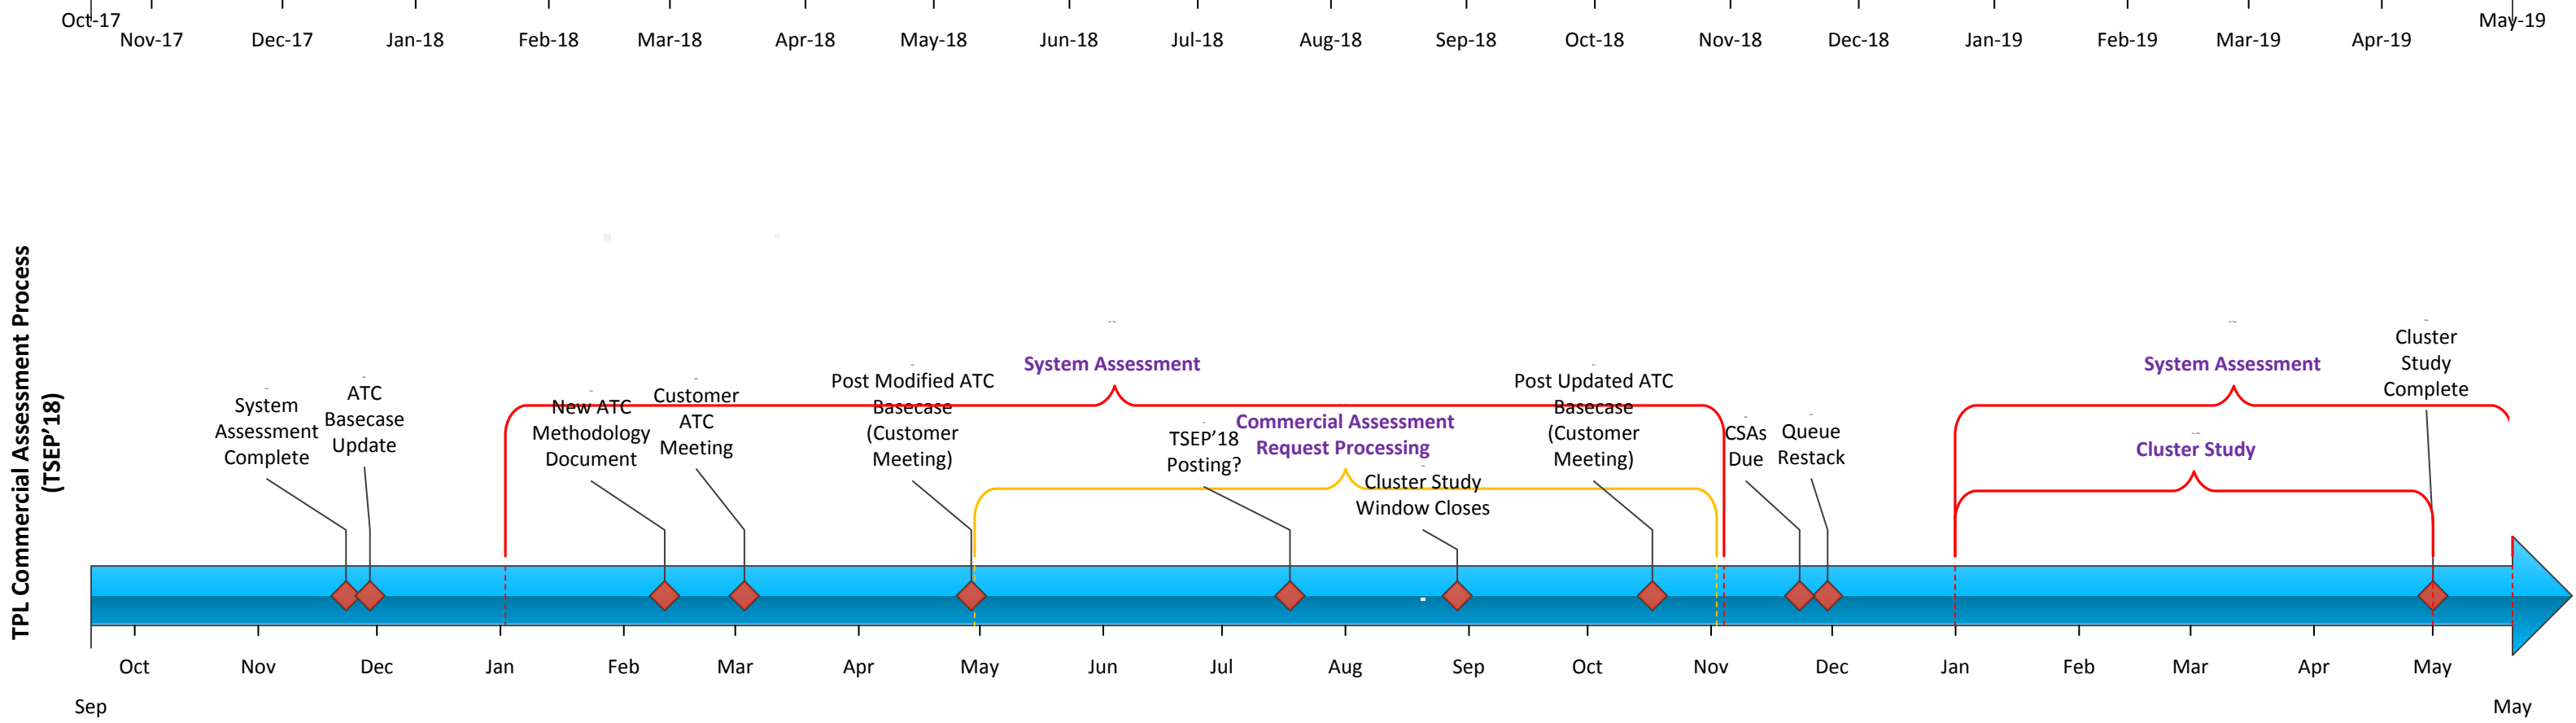 Oct-17
Nov-17
Dec-17
Jan-18
Feb-18
Mar-18
Apr-18
May-18
Jun-18
Jul-18
Aug-18
Sep-18
Oct-18
Nov-18
Dec-18
Jan-19
Feb-19
Mar-19
Apr-19
May-19
TPL Commercial Assessment Process
(TSEP’18)
System
Assessment
Complete
ATC
Basecase
Update
New ATC
Methodology
Document
Customer
ATC
Meeting
Post Modified ATC
Basecase
(Customer
Meeting)
System Assessment
TSEP’18
Posting?
Commercial Assessment
Request Processing
Cluster Study
Window Closes
Post Updated ATC
Basecase
(Customer
Meeting)
CSAs
Due
Queue
Restack
System Assessment
Cluster Study
Cluster
Study
Complete
Oct
Nov
Dec
Jan
Feb
Mar
Apr
May
Jun
Jul
Aug
Sep
Oct
Nov
Dec
Jan
Feb
Mar
Apr
May
Sep
May